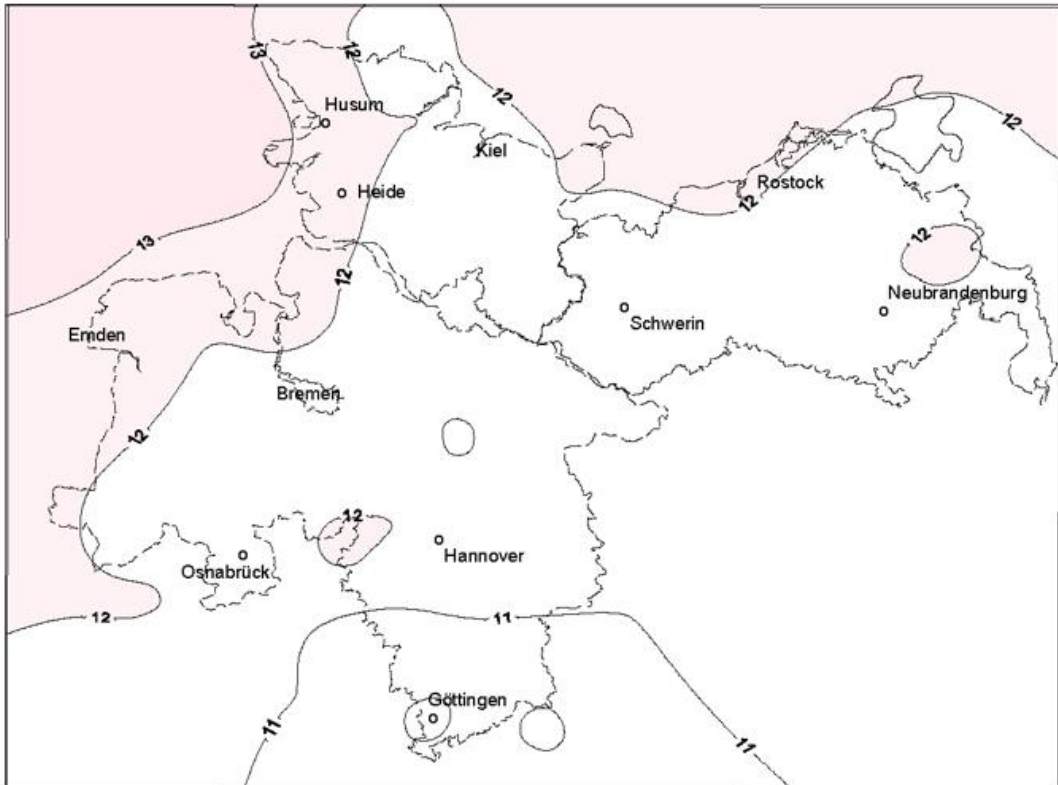 13
12
Husum
12
12
Kiel
Heide
Rostock
12
13
12
12
Neubrandenburg
Emden
Schwerin
Bremen
12
12
Hannover
Osnabrück
12
11
Göttingen
11
11